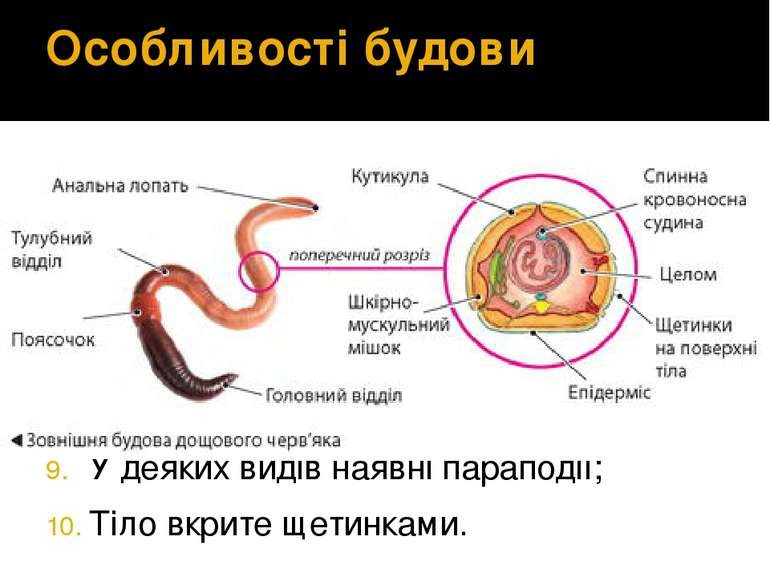 Особливості будови
Анальна лопать
Тулубний
відділ
Поясочок
Головний відділ
поперечний розріз
Кутикула
Шкірно-
мускульний
мішок
Спинна
кровоносна
судина
Целом
Щетинки
на поверхні
тіла
Епідерміс
Зовнішня будова дощового черв'яка
9. У деяких видів наявні параподії;
10. Тіло вкрите щетинками.